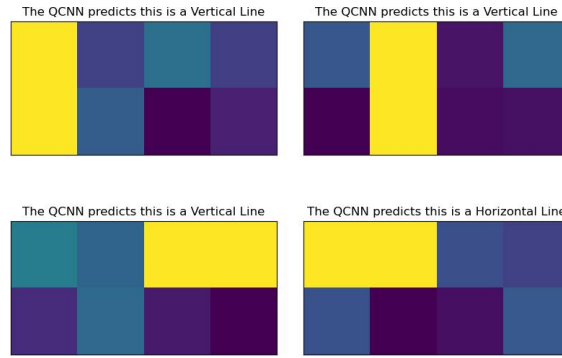 The QCNN predicts this is a Vertical Line
The QCNN predicts this is a Vertical Line
The QCNN predicts this is a Vertical Line
The QCNN predicts this is a Horizontal Line